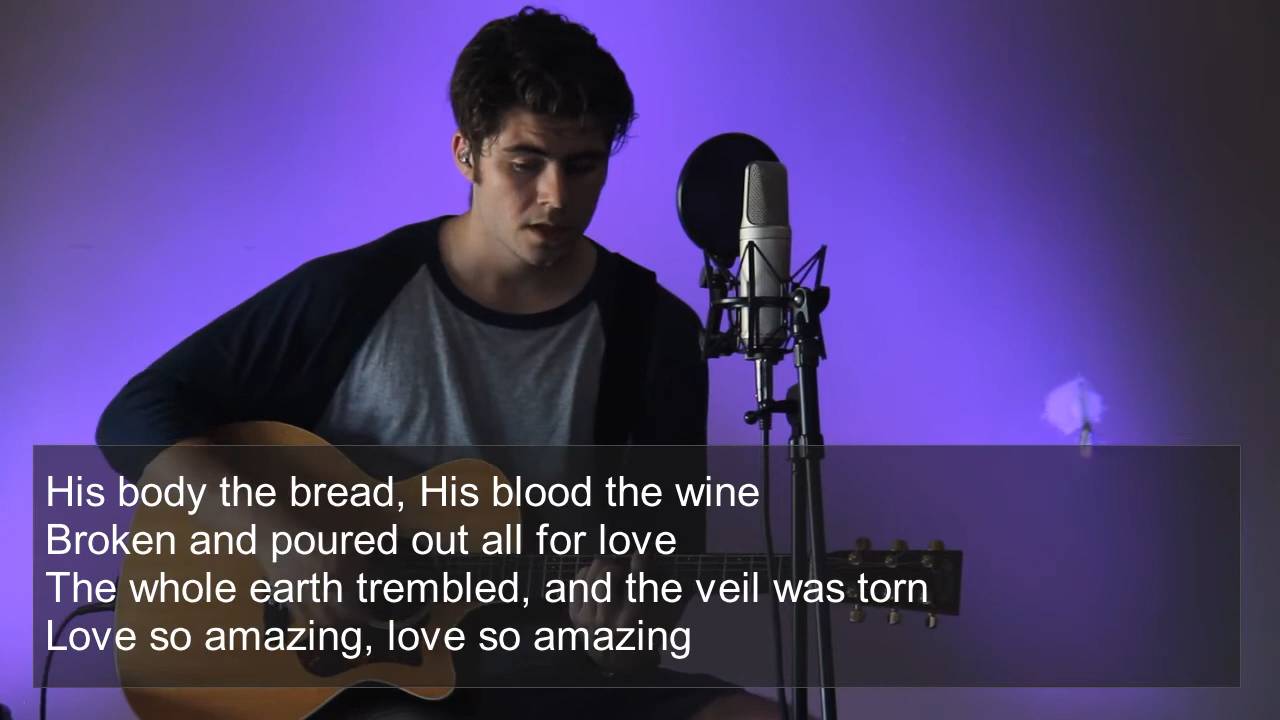 His body the bread, His blood the wine
Broken and poured out all for love
The whole earth trembled, and the veil was torn
Love so amazing, love so amazing